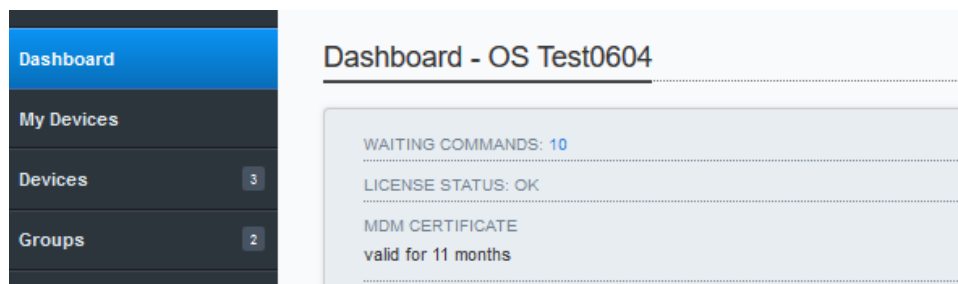 Dashboard
My Devices
Devices 3
Groups 2
Dashboard - OS Test0604
WAITING COMMANDS: 10
LICENSE STATUS: OK
MDM CERTIFICATE
valid for 11 months